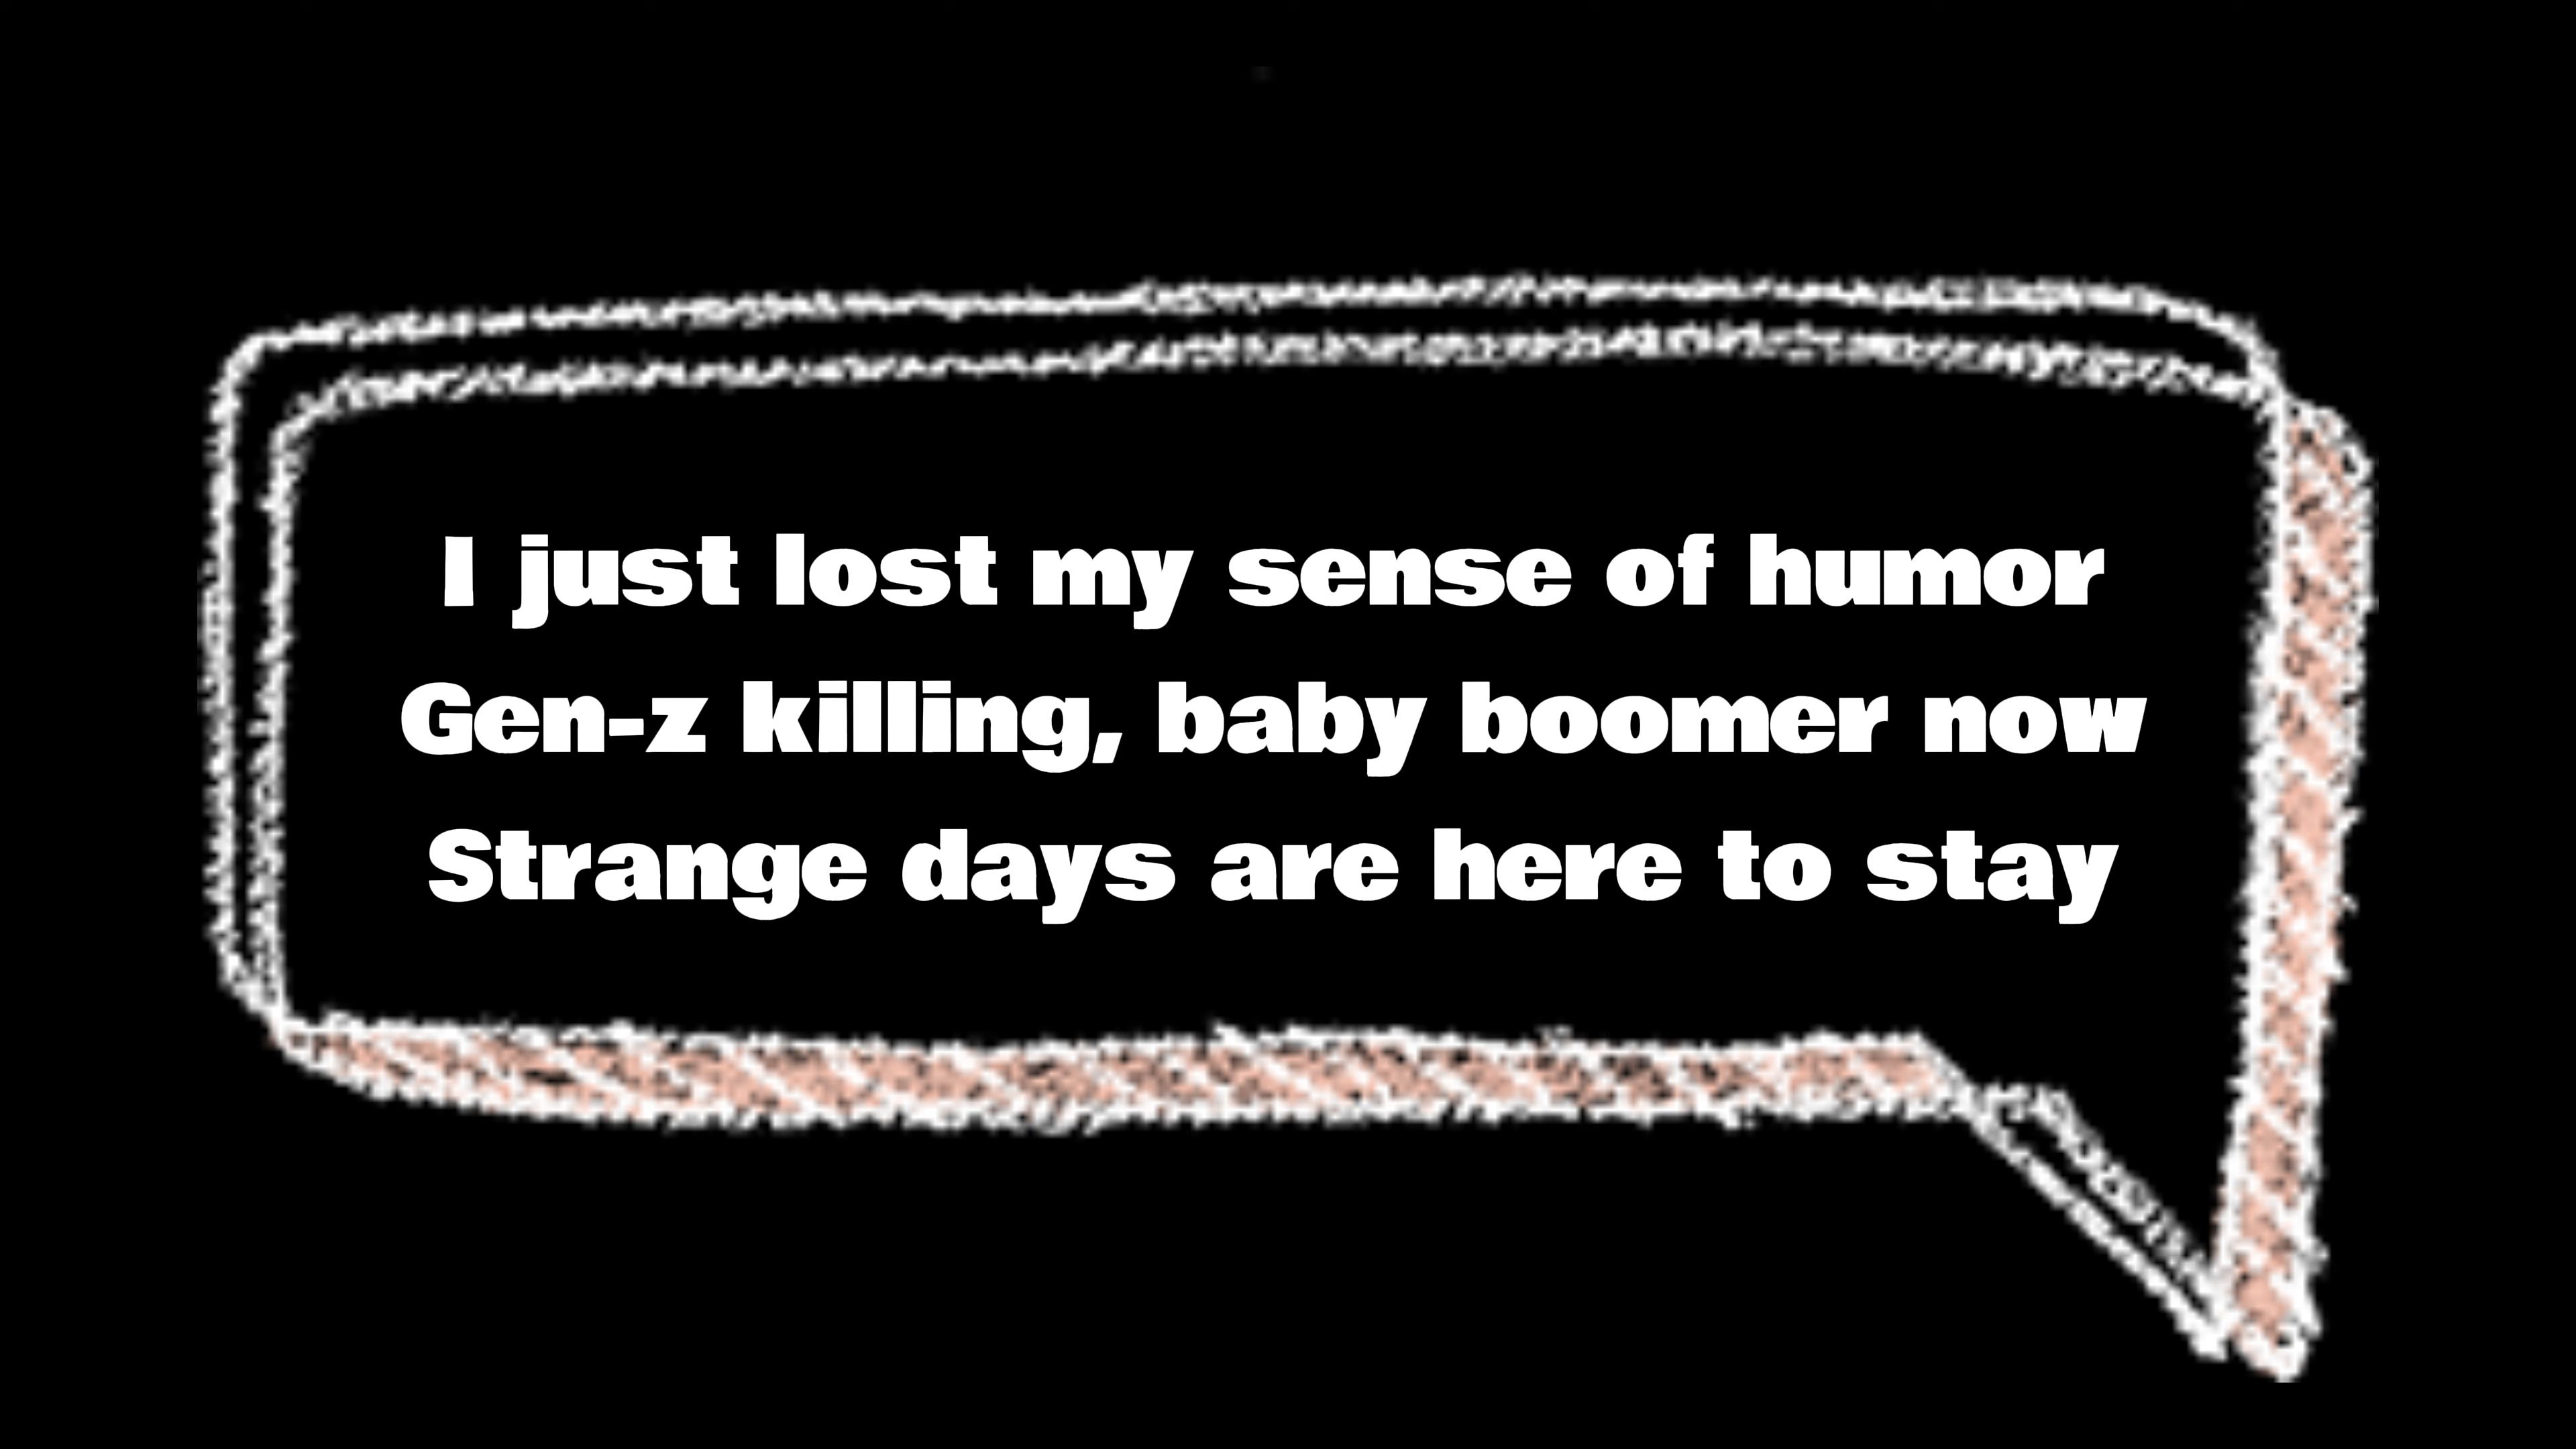 I just lost my sense of humor
Gen-z killing, baby boomer now
Strange days are here to stay